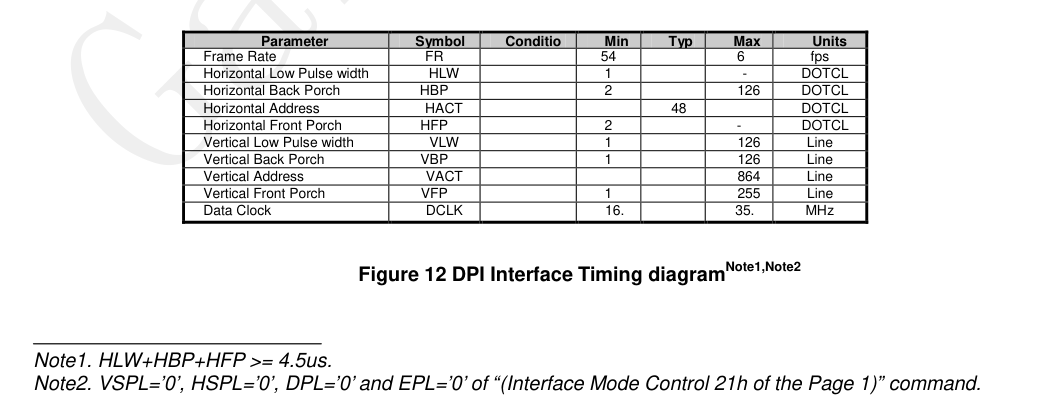 Parameter Symbol Conditio Min Typ Max Units
Frame Rate FR 54 6 fps
Horizontal Low Pulse width HLW 1 - DOTCL
Horizontal Back Porch HBP 2 126 DOTCL
Horizontal Address HACT 48 DOTCL
Horizontal Front Porch HFP 2 - DOTCL
Vertical Low Pulse width VLW 1 126 Line
Vertical Back Porch VBP 1 126 Line
Vertical Address VACT 864 Line
Vertical Front Porch VFP 1 255 Line
Data Clock DCLK 16. 35. MHz
Figure 12 DPI Interface Timing diagram Note1,Note2
Note1. HLW+HBP+HFP >= 4.5us.
Note2. VSPL=’0’, HSPL=’0’, DPL=’0’ and EPL=’0’ of “(Interface Mode Control 21h of the Page 1)” command.